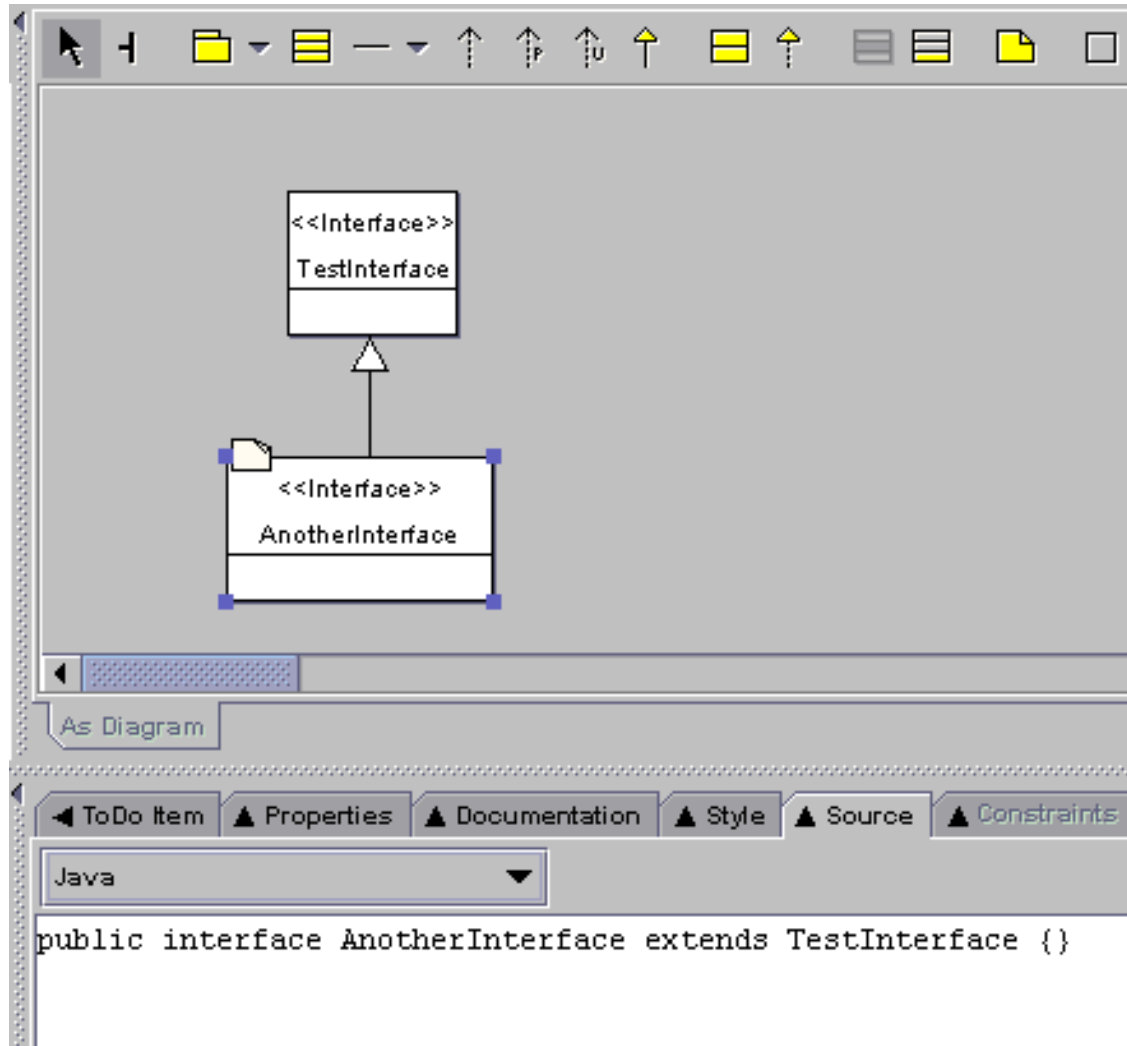 P U
<<Interface>>
TestInterface
<<Interface>>
AnotherInterface
As Diagram
ToDo Item Properties Documentation Style Source Constraints
Java
public interface AnotherInterface extends TestInterface {}